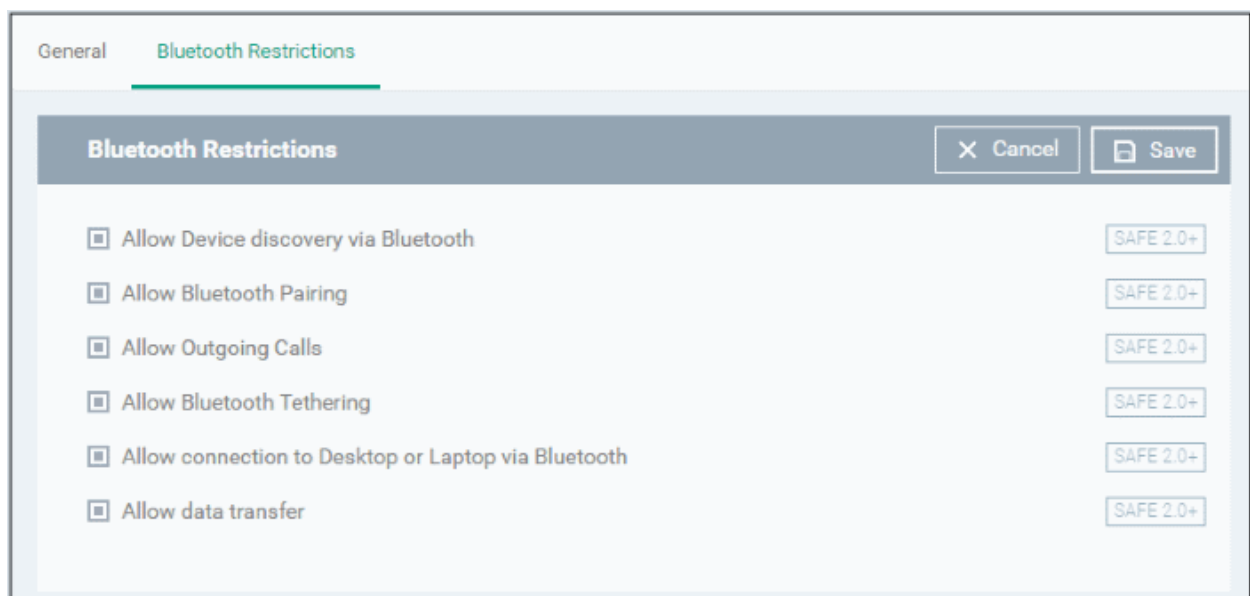 General Bluetooth Restrictions
Bluetooth Restrictions Cancel Save
Allow Device discovery via Bluetooth SAFE 2.0+
Allow Bluetooth Pairing SAFE 2.0+
Allow Outgoing Calls SAFE 2.0+
Allow Bluetooth Tethering SAFE 2.0+
Allow connection to Desktop or Laptop via Bluetooth SAFE 2.0+
Allow data transfer SAFE 2.0+